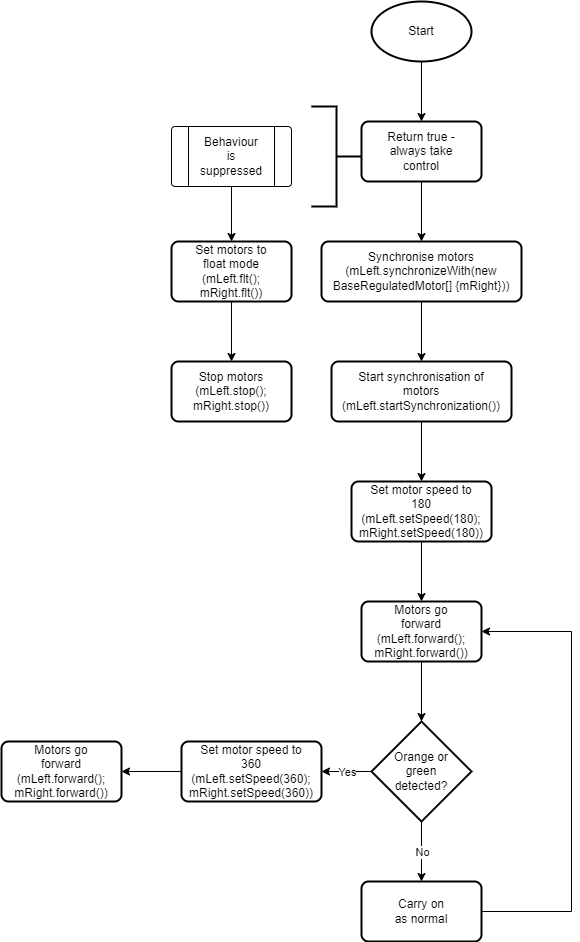 Start
Return true -
always take
control
Behaviour
is
suppressed
Set motors to
float mode
(mLeft.flt();
mRight.flt())
Synchronise motors
(mLeft.synchronizeWith(new
BaseRegulatedMotor[] {mRight}))
Stop motors
(mLeft.stop();
mRight.stop())
Start synchronisation of
motors
(mLeft.startSynchronization())
Set motor speed to
180
(mLeft.setSpeed(180);
mRight.setSpeed(180))
Motors go
forward
(mLeft.forward();
mRight.forward())
Motors go
forward
(mLeft.forward();
mRight.forward())
Set motor speed to
360
(mLeft.setSpeed(360);
mRight.setSpeed(360))
Yes
Orange or
green
detected?
No
Carry on
as normal